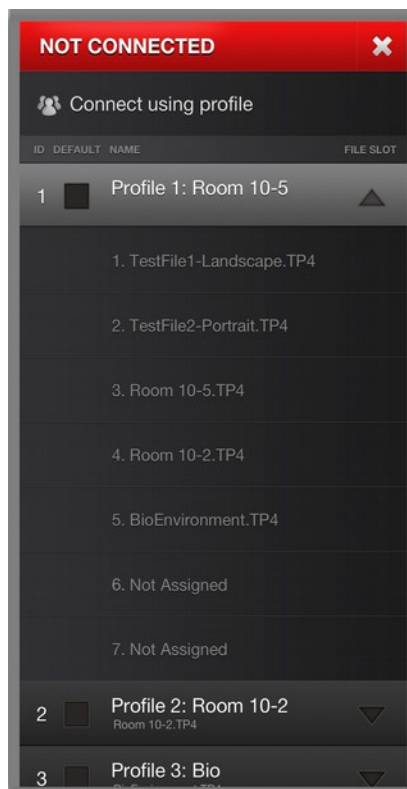 NOT CONNECTED
Connect using profile
ID DEFAULT NAME FILE SLOT
1 Profile 1: Room 10-5
1. TestFile1-Landscape.TP4
2. TestFile2-Portrait.TP4
3. Room 10-5.TP4
4. Room 10-2.TP4
5. BioEnvironment.TP4
6. Not Assigned
7. Not Assigned
2 Profile 2: Room 10-2
Room 10-2.TP4
3 Profile 3: Bio
BioEnvironment.TP4